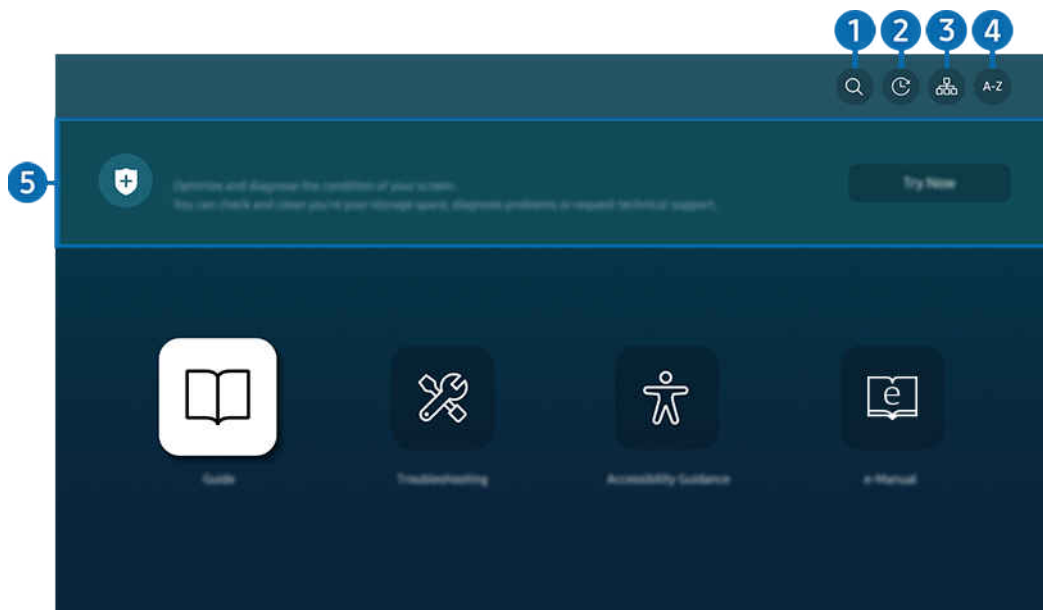 1 2 3 4
A-Z
5
Optimize and diagnose the condition of your screen.
You can check and clean you're your storage space, diagnose problems or request technical support.
Try Now
Guide
Troubleshooting
Accessibility Guidance
e-Manual